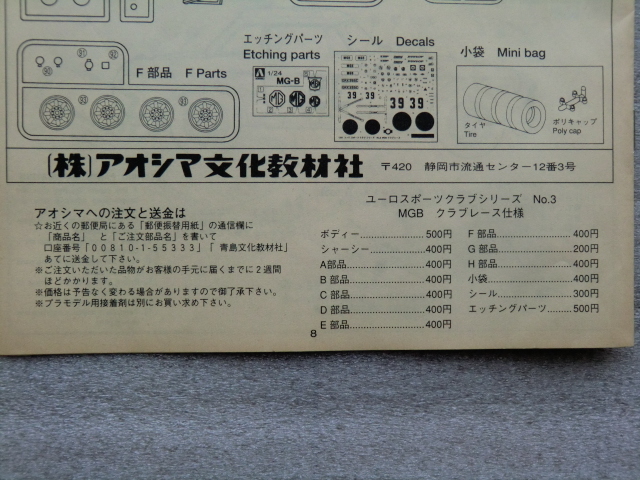 エッチングパーツ
Etching parts
シール Decals
小袋 Mini bag
F部品 F Parts
1/24
MG-B
MG
39 39
39
タイヤ
Tire
ポリキャップ
Poly cap
(株)アオシマ文化教材社 〒420 静岡市流通センター12番3号
アオシマへの注文と送金は
☆お近くの郵便局にある「郵便振替用紙」の通信欄に
「商品名」 と「ご注文部品名」を書いて
口座番号「00810-1-55333」「 青島文化教材社」
あてに送金して下さい。
※ご注文いただいた品物がお客様の手元に届くまでに2週間
ほどかかります。
※価格は予告なく変わる場合がありますので御了承下さい。
※プラモデル用接着剤は別にお買い求め下さい。
ユーロスポーツクラブシリーズ No.3
MGB クラブレース仕様
ボディー…………………500円
シャーシー………………400円
A部品……………………400円
B部品……………………400円
C部品……………………400円
D部品……………………400円
E部品……………………400円
F部品……………………400円
G部品……………………200円
H部品……………………400円
小袋………………………400円
シール……………………300円
エッチングパーツ………500円
8